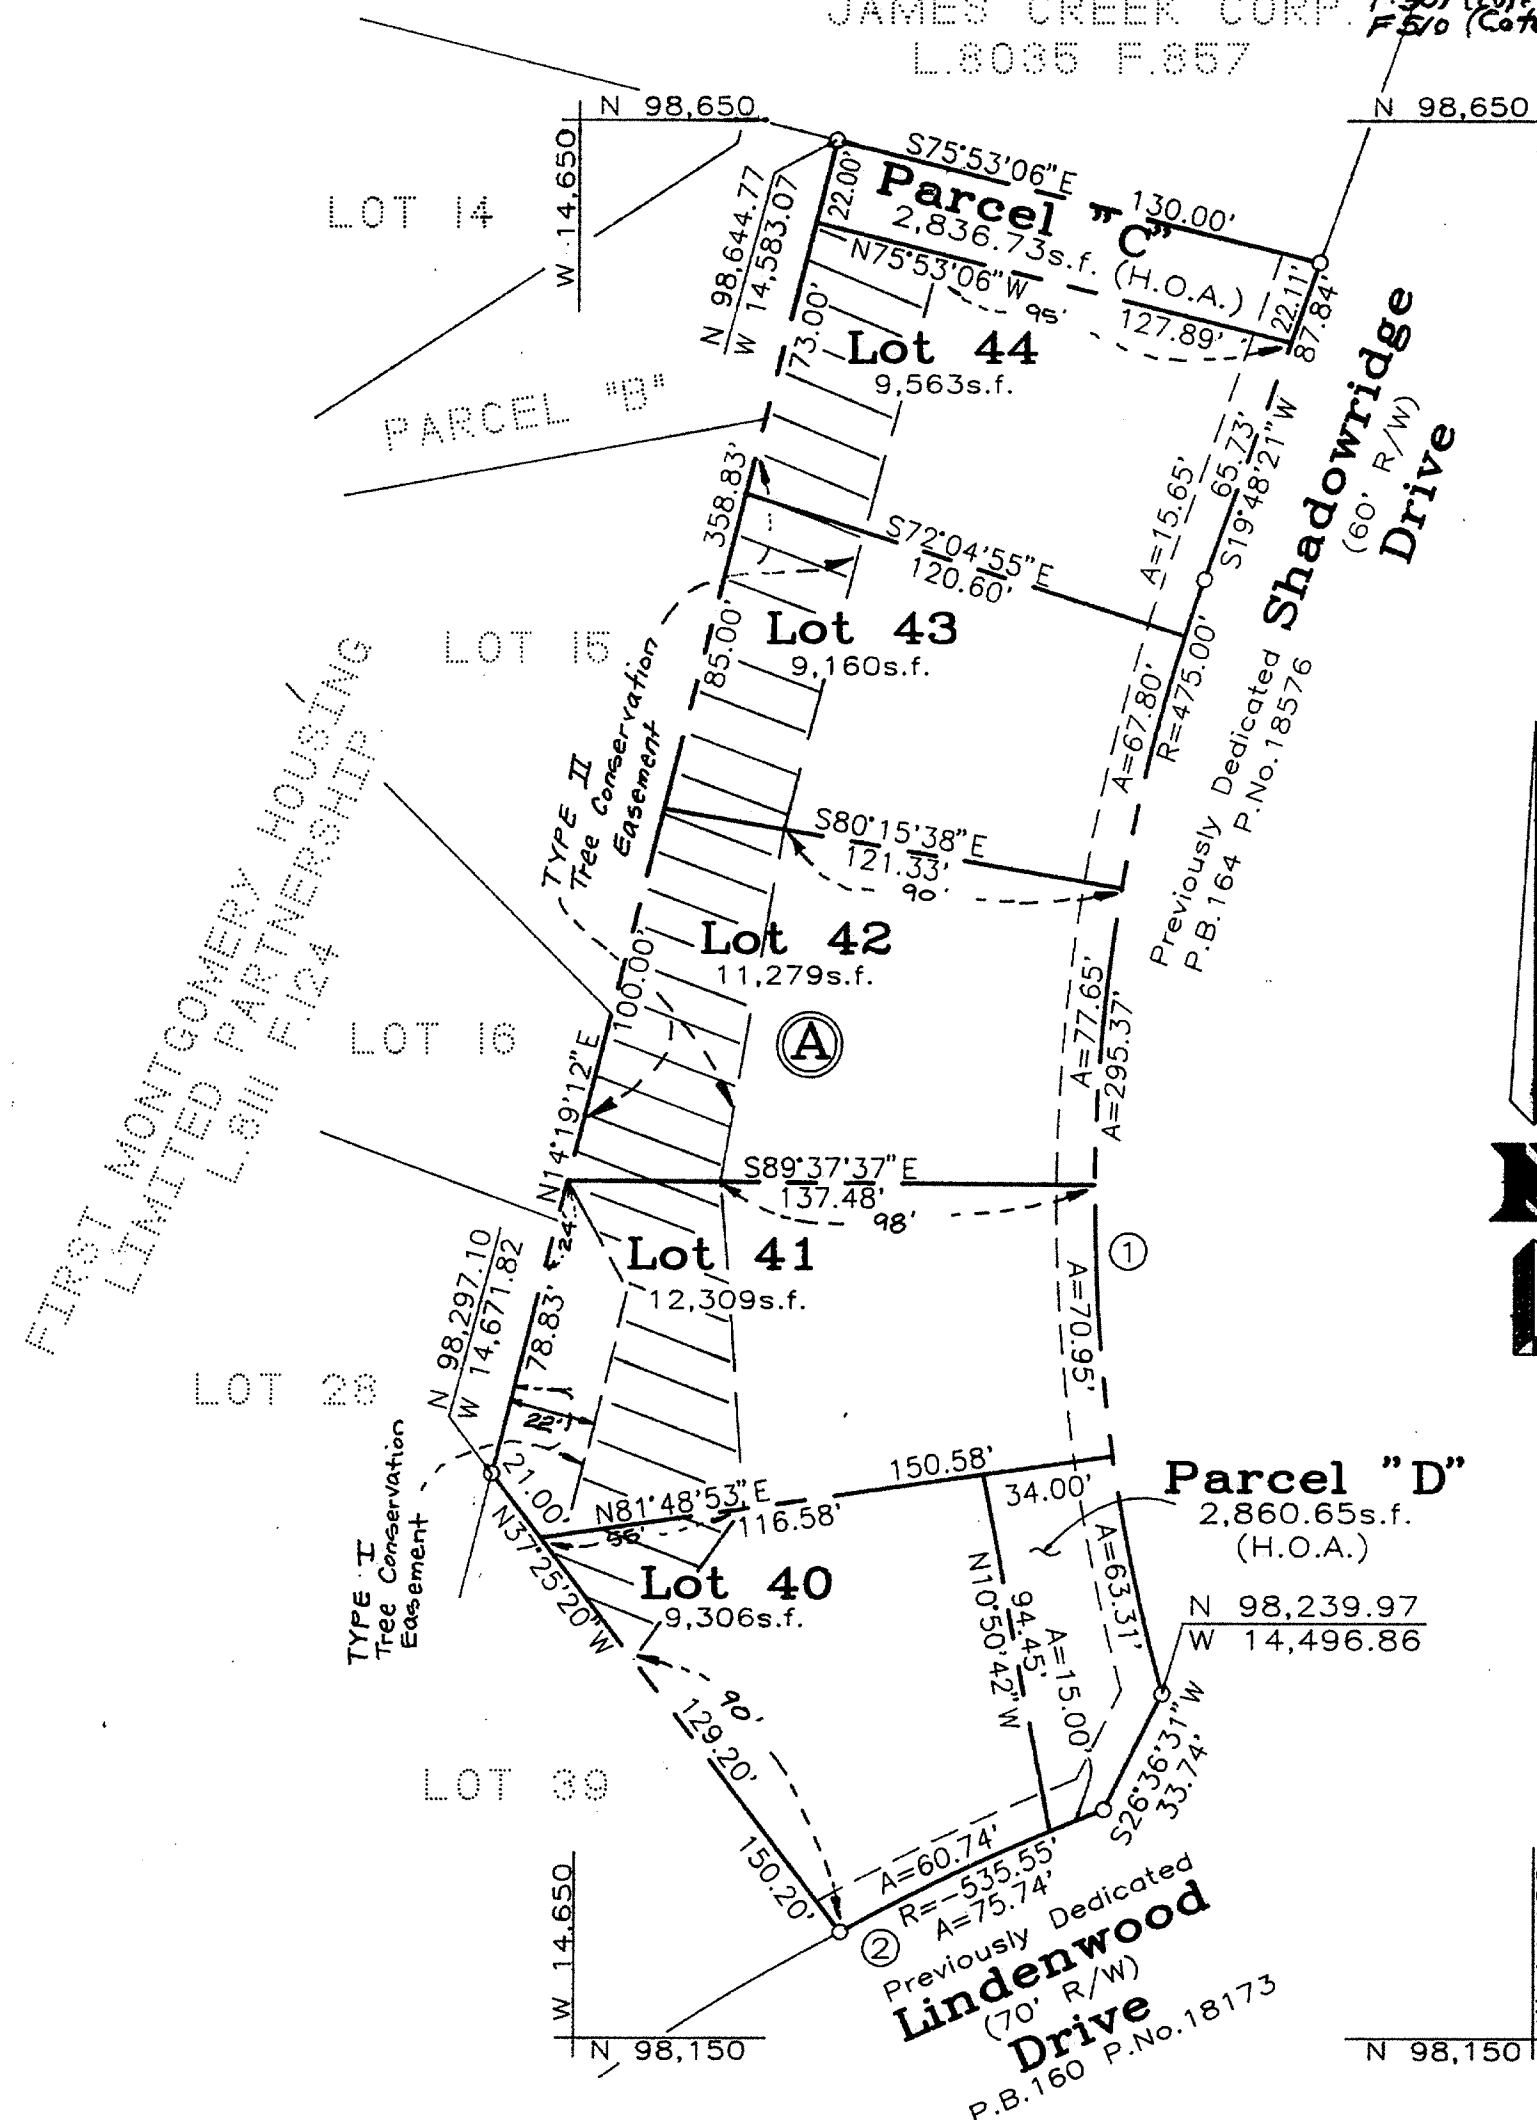 JAMES CREEK CORP.
L.8035 F.857
F510
N 98,650
N 98,650
W 14,650
LOT 14
N 98,644.77
W 14,583.07
22.00'
S75°53'06"E
130.00'
Parcel "C"
2,836.73s.f.
(H.O.A.)
N75°53'06"W
127.89'
95'
22.11'
87.84'
73.00'
Lot 44
9,563s.f.
PARCEL "B"
Shadowridge
(60' R/W)
Drive
65.73'
S19°48'21"W
A=15.65'
358.83'
S72°04'55"E
120.60'
Lot 43
9,160s.f.
85.00'
LOT 15
A=67.80'
R=475.00'
Previously Dedicated
P.B.164 P.No.18576
TYPE II
Tree Conservation
Easement
FIRST MONTGOMERY HOUSING
LIMITED PARTNERSHIP
L.8111 F.124
S80°15'38"E
121.33'
90'
Lot 42
11,279s.f.
100.00'
A
A=77.65'
A=295.37'
LOT 16
N14°19'12"E
S89°37'37"E
137.48'
98'
24'
Lot 41
12,309s.f.
1
A=70.95'
N 98,297.10
W 14,671.82
78.83'
22'
LOT 28
TYPE I
Tree Conservation
Easement
21.00'
N81°48'53"E
150.58'
116.58'
34.00'
55'
Parcel "D"
2,860.65s.f.
(H.O.A.)
Lot 40
9,306s.f.
N37°25'20"W
A=63.31'
N10°50'42"W
94.45'
A=15.00'
N 98,239.97
W 14,496.86
90'
129.20'
150.20'
S26°36'31"W
33.74'
LOT 39
A=60.74'
R=-535.55'
A=75.74'
2
Previously Dedicated
Lindenwood
(70' R/W)
Drive
P.B.160 P.No.18173
W 14.650
N 98,150
N 98,150